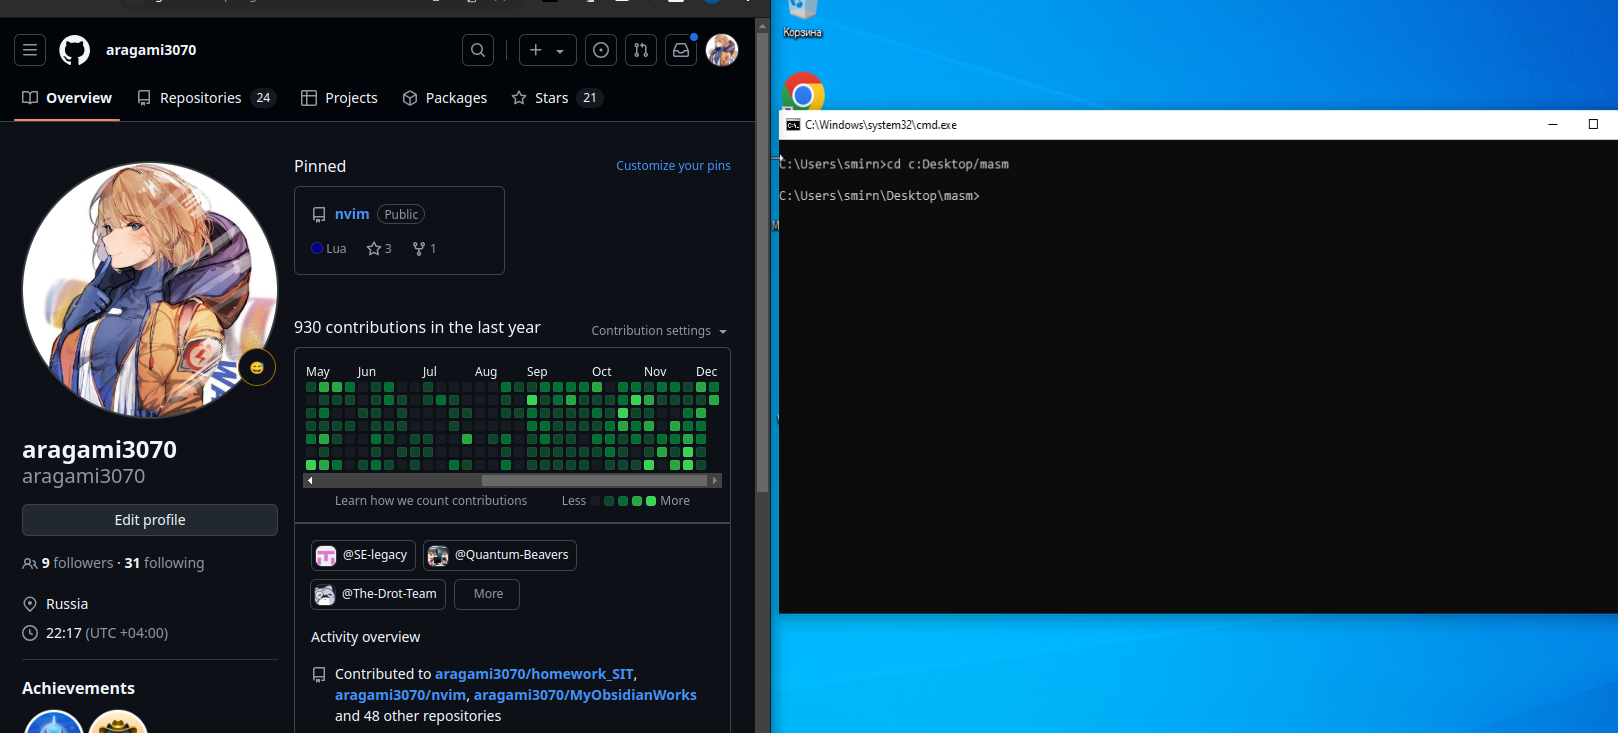 aragami3070
Overview
Repositories 24
Projects
Packages
Stars 21
Pinned
Customize your pins
nvim Public
Lua 3 1
930 contributions in the last year
Contribution settings
May Jun Jul Aug Sep Oct Nov Dec
Learn how we count contributions
Less More
@SE-legacy @Quantum-Beavers
@The-Drot-Team More
Activity overview
Contributed to aragami3070/homework_SIT,
aragami3070/nvim, aragami3070/MyObsidianWorks
and 48 other repositories
aragami3070
aragami3070
Edit profile
9 followers · 31 following
Russia
22:17 (UTC +04:00)
Achievements
Корзина
C:\Windows\system32\cmd.exe
C:\Users\smirn>cd c:Desktop/masm
C:\Users\smirn\Desktop\masm>